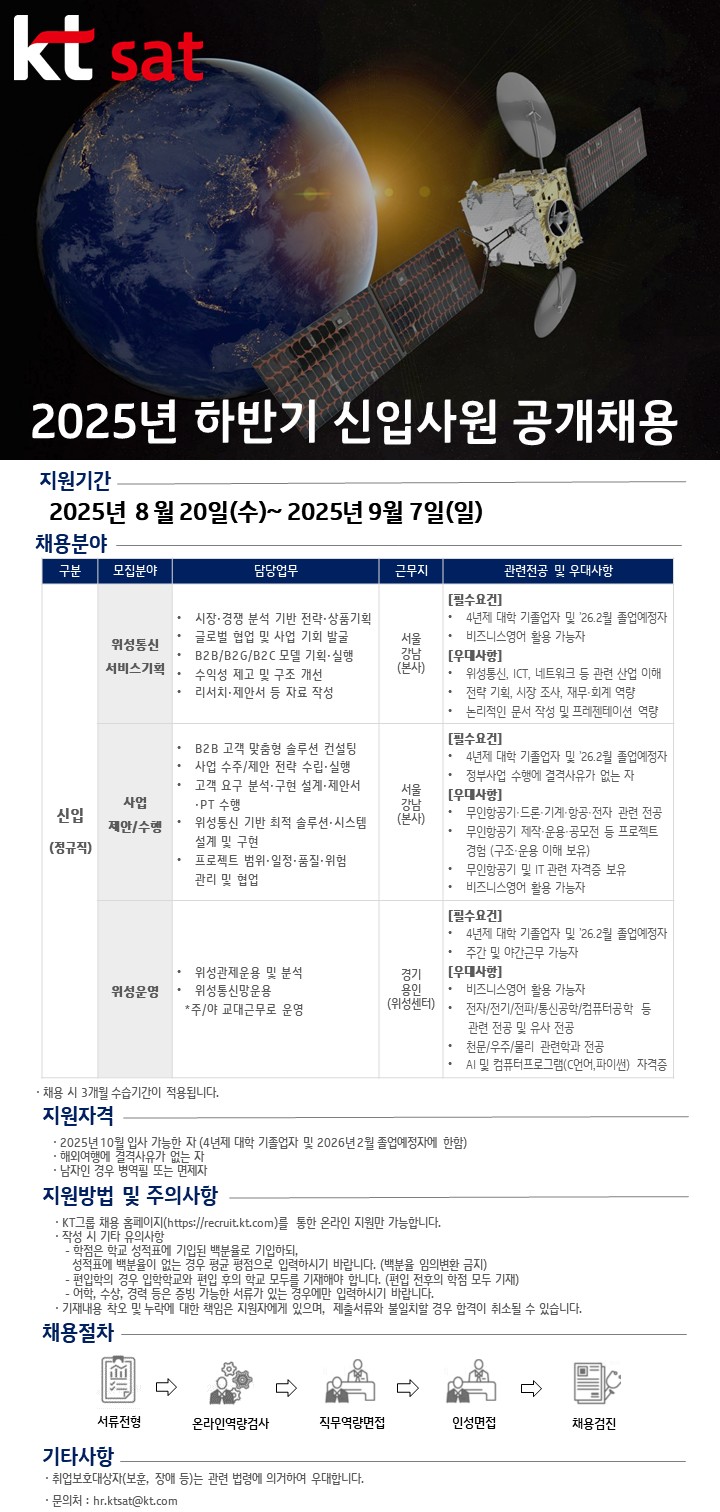 kt sat
2025년 하반기 신입사원 공개채용
지원기간
2025년 8월 20일(수)~ 2025년 9월 7일(일)
채용분야
구분 모집분야 담당업무 근무지 관련전공 및 우대사항
신입
(정규직)
위성통신
서비스기획
• 시장·경쟁 분석 기반 전략·상품기획
• 글로벌 협업 및 사업 기회 발굴
• B2B/B2G/B2C 모델 기획·실행
• 수익성 제고 및 구조 개선
• 리서치·제안서 등 자료 작성
서울
강남
(본사)
[필수요건]
• 4년제 대학 기졸업자 및 '26.2월 졸업예정자
• 비즈니스영어 활용 가능자
[우대사항]
• 위성통신, ICT, 네트워크 등 관련 산업 이해
• 전략 기획, 시장 조사, 재무·회계 역량
• 논리적인 문서 작성 및 프레젠테이션 역량
사업
제안/수행
• B2B 고객 맞춤형 솔루션 컨설팅
• 사업 수주/제안 전략 수립·실행
• 고객 요구 분석·구현 설계·제안서
·PT 수행
• 위성통신 기반 최적 솔루션·시스템
설계 및 구현
• 프로젝트 범위·일정·품질·위험
관리 및 협업
서울
강남
(본사)
[필수요건]
• 4년제 대학 기졸업자 및 '26.2월 졸업예정자
• 정부사업 수행에 결격사유가 없는 자
[우대사항]
• 무인항공기·드론·기계·항공·전자 관련 전공
• 무인항공기 제작·운용·공모전 등 프로젝트
경험 (구조·운용 이해 보유)
• 무인항공기 및 IT 관련 자격증 보유
• 비즈니스영어 활용 가능자
위성운영
• 위성관제운용 및 분석
• 위성통신망운용
*주/야 교대근무로 운영
경기
용인
(위성센터)
[필수요건]
• 4년제 대학 기졸업자 및 '26.2월 졸업예정자
• 주간 및 야간근무 가능자
[우대사항]
• 비즈니스영어 활용 가능자
• 전자/전기/전파/통신공학/컴퓨터공학 등
관련 전공 및 유사 전공
• 천문/우주/물리 관련학과 전공
• AI 및 컴퓨터프로그램(C언어,파이썬) 자격증
· 채용 시 3개월 수습기간이 적용됩니다.
지원자격
· 2025년 10월 입사 가능한 자 (4년제 대학 기졸업자 및 2026년 2월 졸업예정자에 한함)
· 해외여행에 결격사유가 없는 자
· 남자인 경우 병역필 또는 면제자
지원방법 및 주의사항
· KT그룹 채용 홈페이지(https://recruit.kt.com)를 통한 온라인 지원만 가능합니다.
· 작성 시 기타 유의사항
- 학점은 학교 성적표에 기입된 백분율로 기입하되,
성적표에 백분율이 없는 경우 평균 평점으로 입력하시기 바랍니다. (백분율 임의변환 금지)
- 편입학의 경우 입학학교와 편입 후의 학교 모두를 기재해야 합니다. (편입 전후의 학점 모두 기재)
- 어학, 수상, 경력 등은 증빙 가능한 서류가 있는 경우에만 입력하시기 바랍니다.
· 기재내용 착오 및 누락에 대한 책임은 지원자에게 있으며, 제출서류와 불일치할 경우 합격이 취소될 수 있습니다.
채용절차
서류전형 온라인역량검사 직무역량면접 인성면접 채용검진
기타사항
· 취업보호대상자(보훈, 장애 등)는 관련 법령에 의거하여 우대합니다.
· 문의처 : hr.ktsat@kt.com